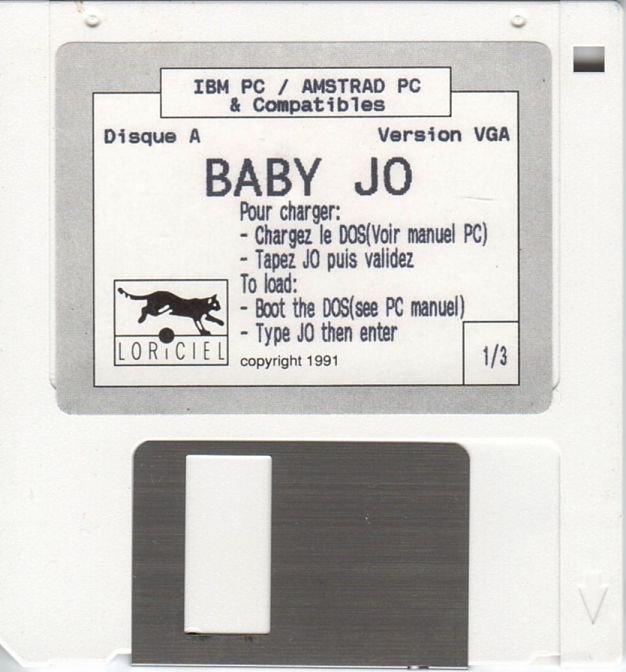 IBM PC / AMSTRAD PC
& Compatibles
Disque A
Version VGA
BABY JO
Pour charger:
- Chargez le DOS(Voir manuel PC)
- Tapez JO puis validez
To load:
- Boot the DOS(see PC manuel)
- Type JO then enter
LORiCIEL
copyright 1991
1/3